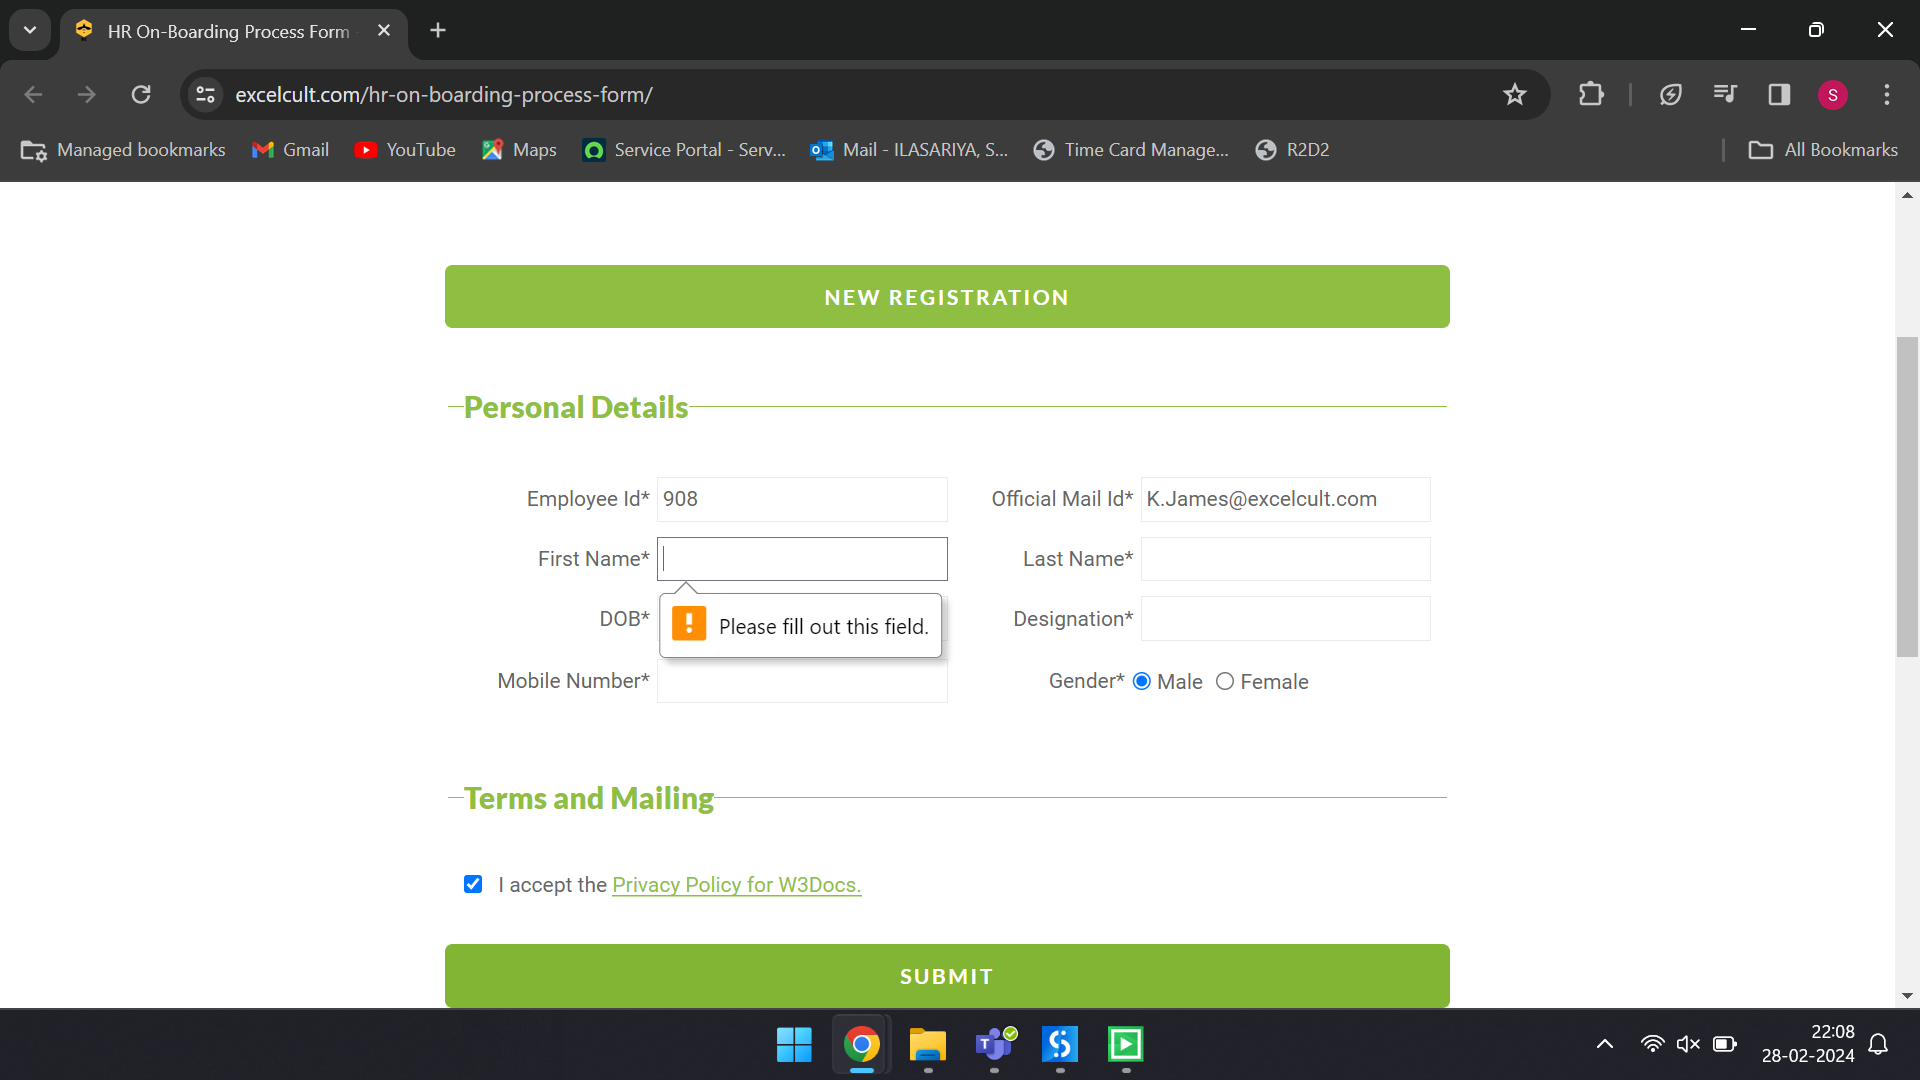 HR On-Boarding Process Form
excelcult.com/hr-on-boarding-process-form/
S
Managed bookmarks
Gmail
YouTube
Maps
Service Portal - Serv...
Mail - ILASARIYA, S...
Time Card Manage...
R2D2
All Bookmarks
NEW REGISTRATION
Personal Details
Employee Id* 908
Official Mail Id* K.James@excelcult.com
First Name*
Last Name*
DOB*
Please fill out this field.
Designation*
Mobile Number*
Gender* Male Female
Terms and Mailing
I accept the Privacy Policy for W3Docs.
SUBMIT
22:08
28-02-2024